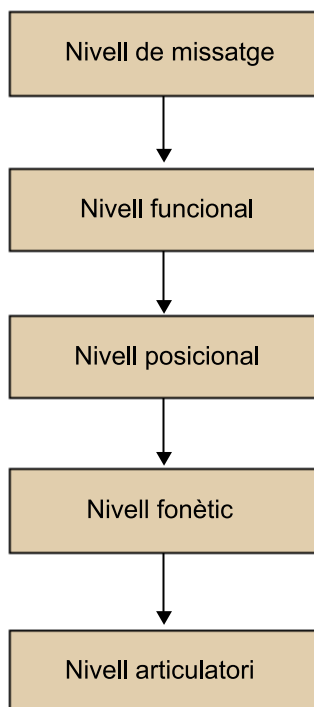 Nivell de missatge
Nivell funcional
Nivell posicional
Nivell fonètic
Nivell articulatori